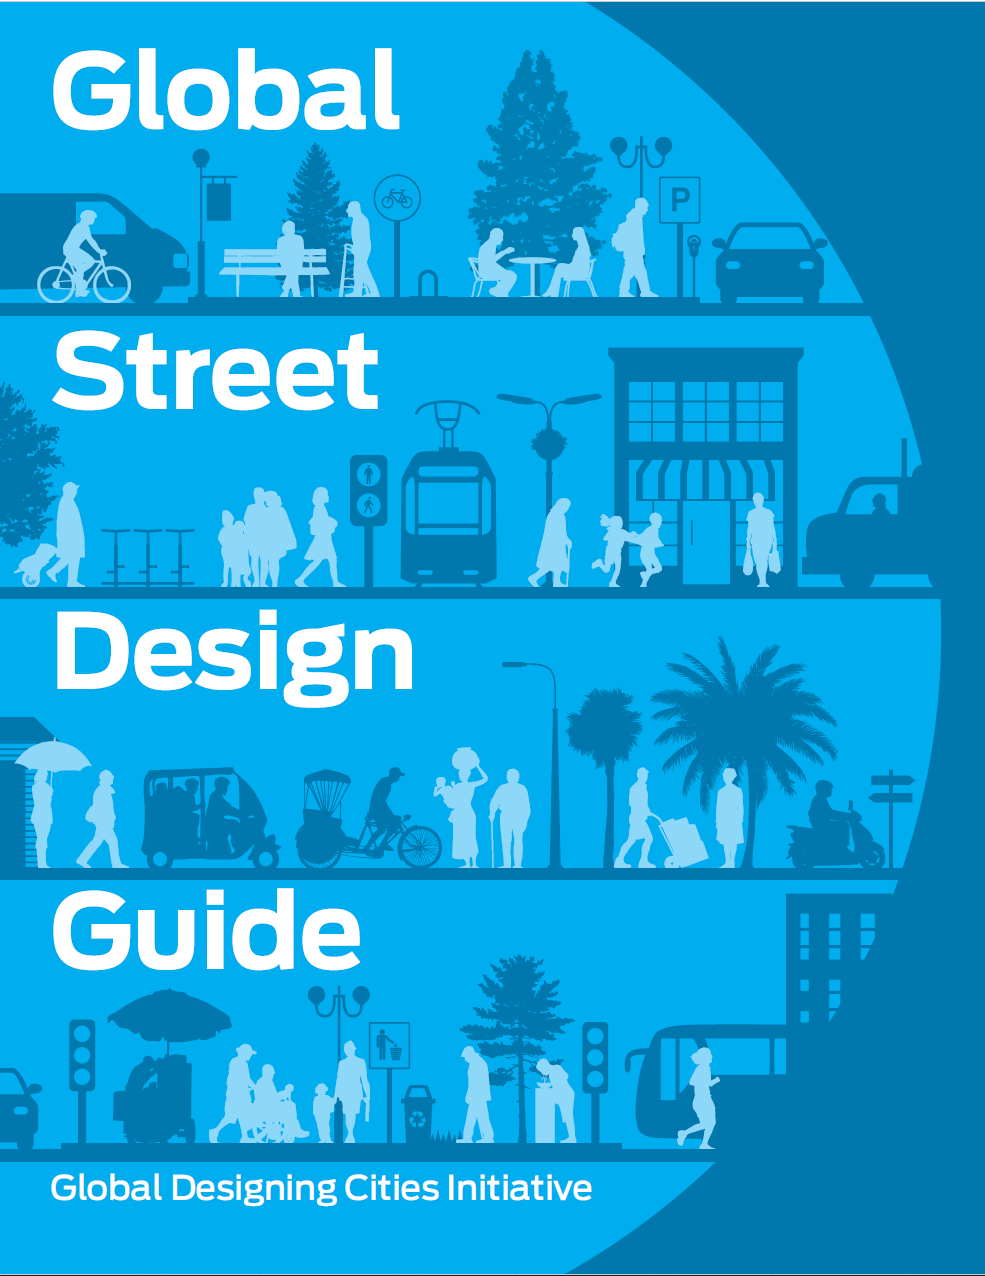 Global
P
Street
Design
Guide
Global Designing Cities Initiative